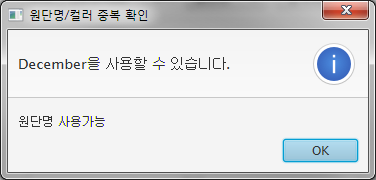 원단명/컬러 중복 확인
December을 사용할 수 있습니다.
원단명 사용가능
OK